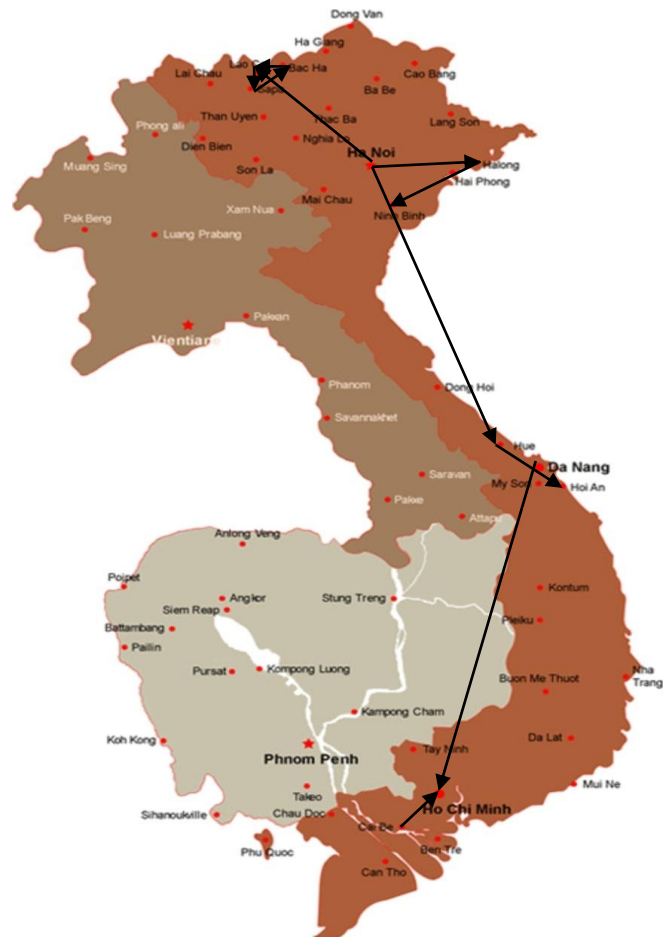 Dong Van
Ha Giang
Bac Ha
Cao Bang
Lai Chau
Sapa
Ba Be
Than Uyen
Thac Ba
Lang Son
Phong ali
Nghia Lo
Dien Bien
Ha Noi
Muang Sing
Son La
Halong
Hai Phong
Mai Chau
Xam Nua
Ninh Binh
Pak Beng
Luang Prabang
Pakxan
Vientiane
Phanom
Dong Hoi
Savannakhet
Hue
Da Nang
Saravan
My Son
Hoi An
Pakxe
Attapu
Anlong Veng
Poipet
Angkor
Stung Treng
Kontum
Siem Reap
Battambang
Pleiku
Pailin
Pursat
Kompong Luong
Nha
Trang
Buon Me Thuot
Kampong Cham
Koh Kong
Da Lat
Tay Ninh
Phnom Penh
Mui Ne
Takeo
Ho Chi Minh
Sihanoukville
Chau Doc
Cai Be
Phu Quoc
Ben Tre
Can Tho